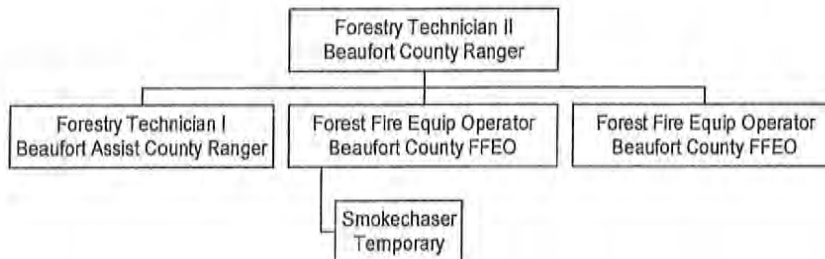 Forestry Technician II
Beaufort County Ranger
Forestry Technician I
Beaufort Assist County Ranger
Forest Fire Equip Operator
Beaufort County FFEO
Forest Fire Equip Operator
Beaufort County FFEO
Smokechaser
Temporary